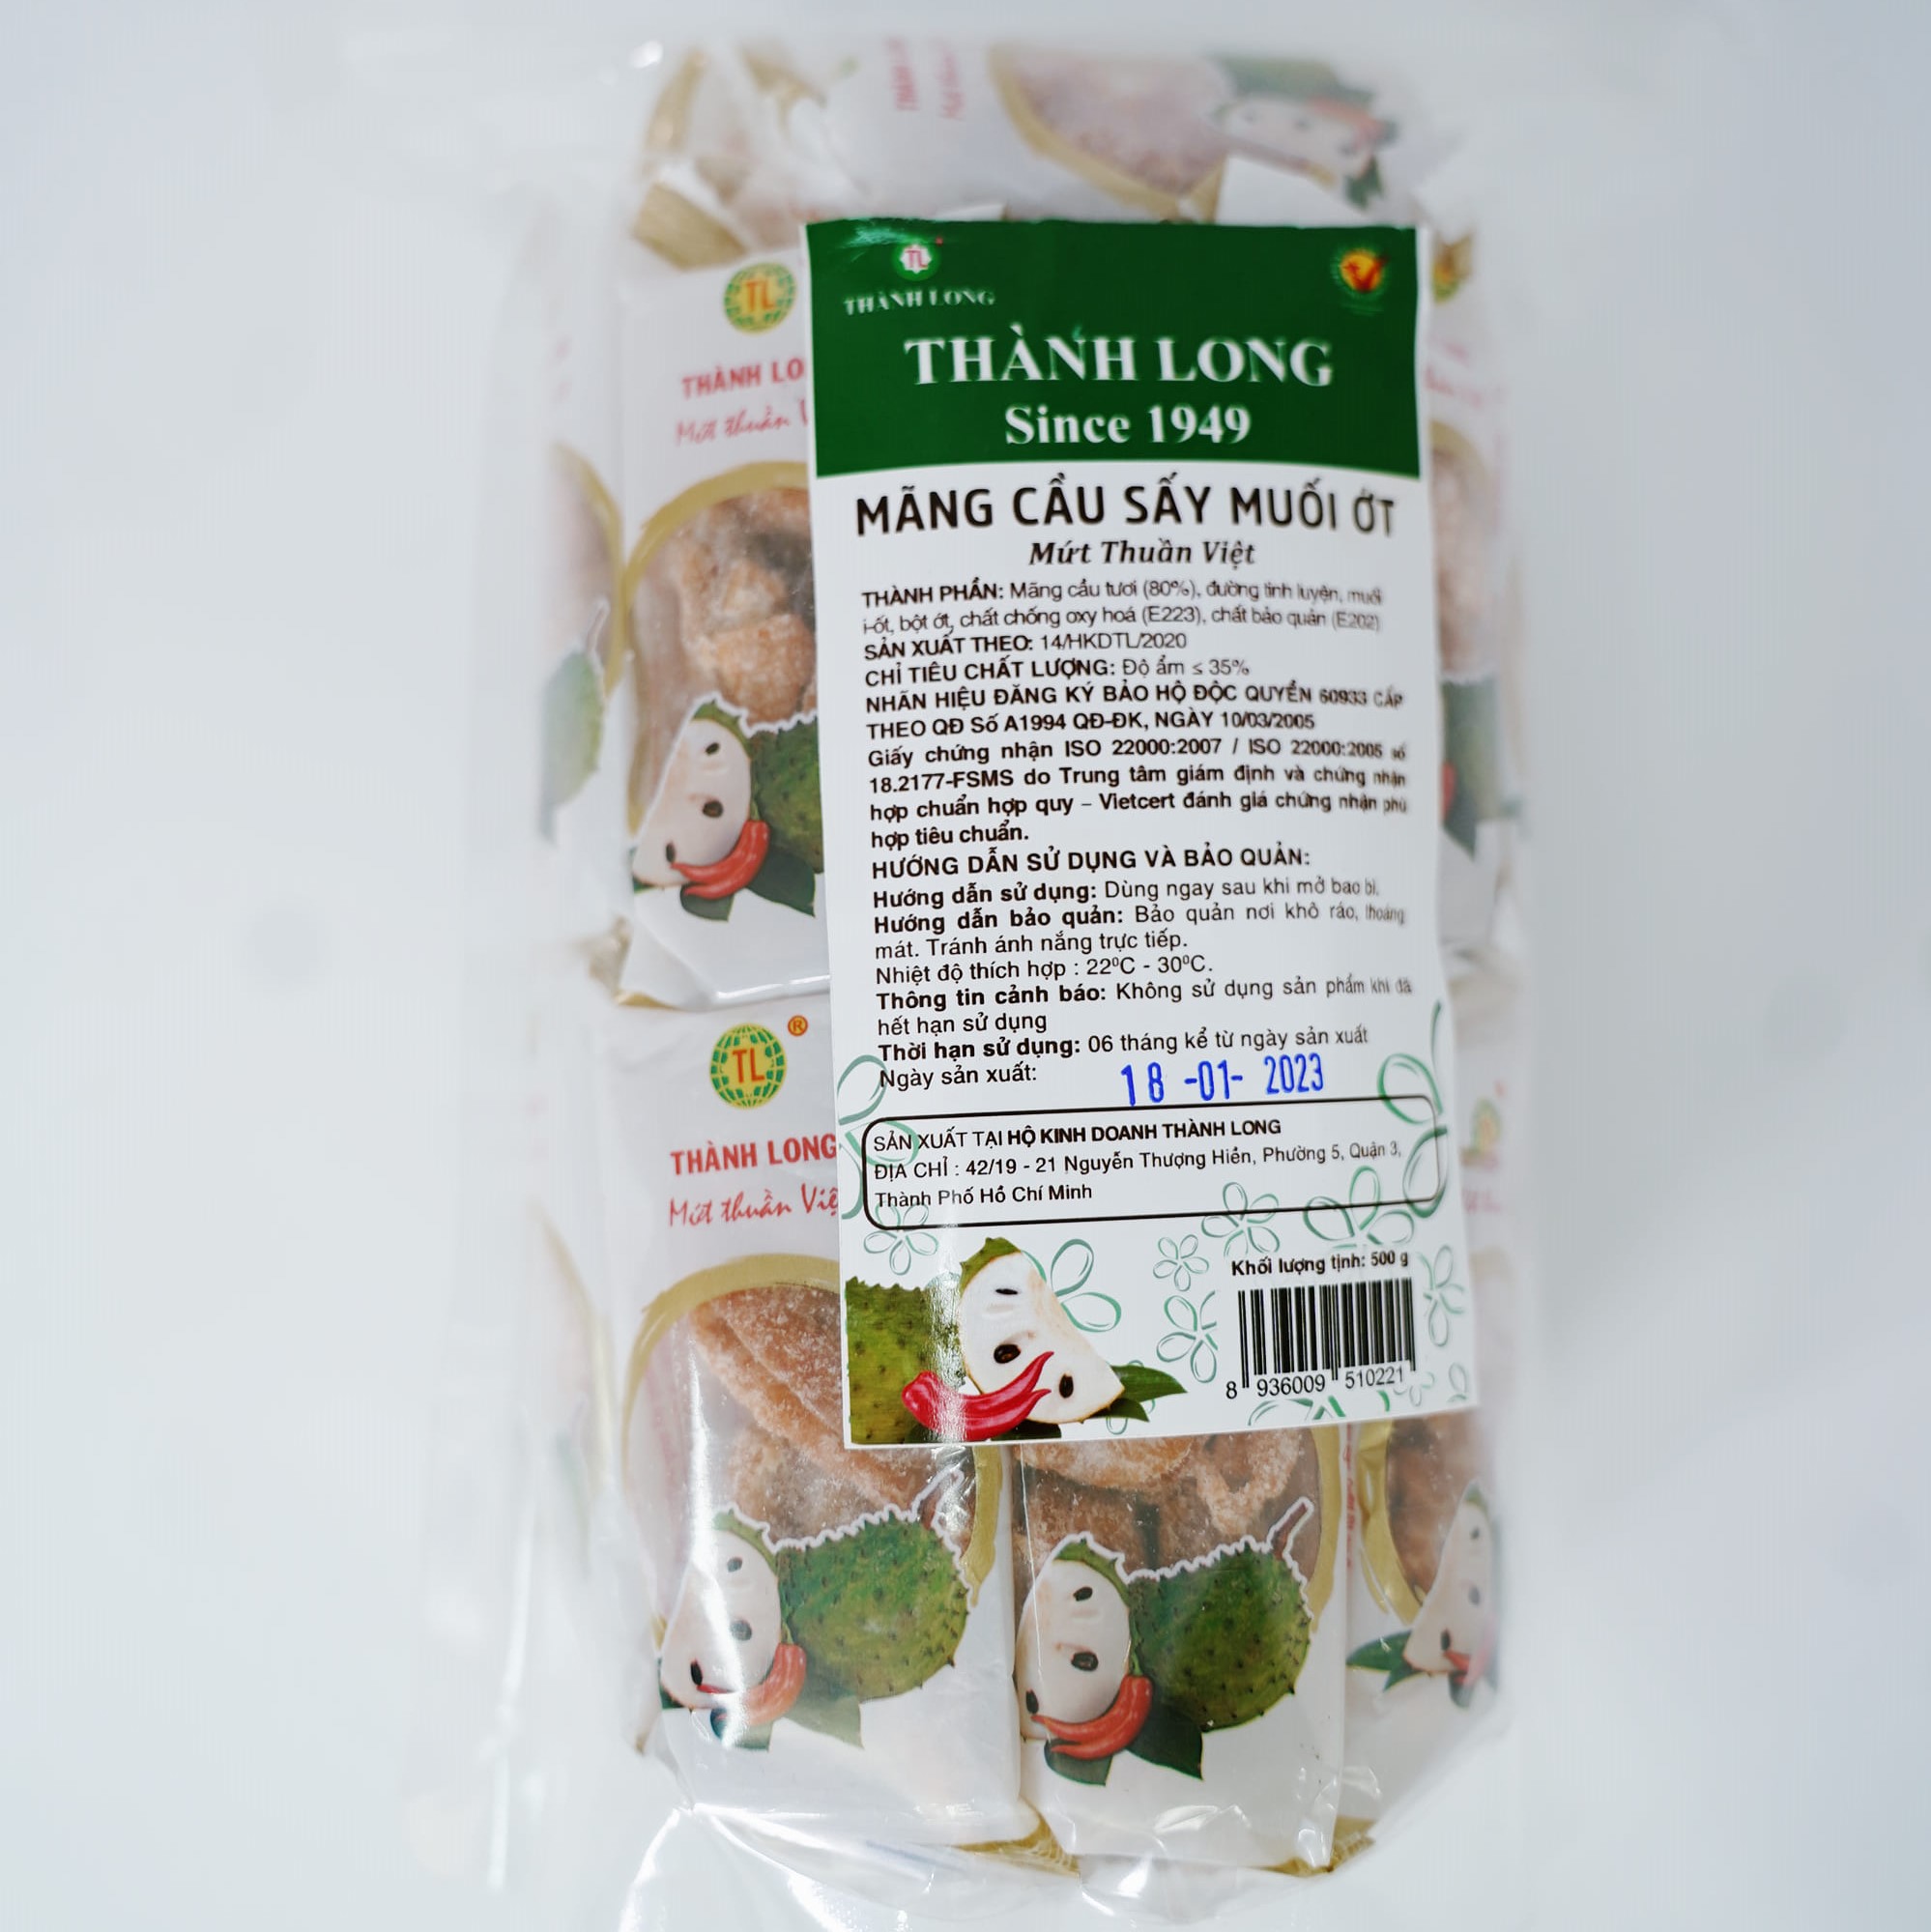 TL
THÀNH LONG
THÀNH LONG
Since 1949
MÃNG CẦU SẤY MUỐI ỚT
Mứt Thuần Việt
THÀNH PHẦN: Mãng cầu tươi (80%), đường tinh luyện, muối
i-ốt, bột ớt, chất chống oxy hoá (E223), chất bảo quản (E202)
SẢN XUẤT THEO: 14/HKDTL/2020
CHỈ TIÊU CHẤT LƯỢNG: Độ ẩm ≤ 35%
NHÃN HIỆU ĐĂNG KÝ BẢO HỘ ĐỘC QUYỀN 60933 CẤP
THEO QĐ Số A1994 QĐ-ĐK, NGÀY 10/03/2005
Giấy chứng nhận ISO 22000:2007 / ISO 22000:2005 số
18.2177-FSMS do Trung tâm giám định và chứng nhận
hợp chuẩn hợp quy – Vietcert đánh giá chứng nhận phù
hợp tiêu chuẩn.
HƯỚNG DẪN SỬ DỤNG VÀ BẢO QUẢN:
Hướng dẫn sử dụng: Dùng ngay sau khi mở bao bì.
Hướng dẫn bảo quản: Bảo quản nơi khô ráo, thoáng
mát. Tránh ánh nắng trực tiếp.
Nhiệt độ thích hợp : 22⁰C - 30⁰C.
Thông tin cảnh báo: Không sử dụng sản phẩm khi đã
hết hạn sử dụng
Thời hạn sử dụng: 06 tháng kể từ ngày sản xuất
Ngày sản xuất: 18 -01- 2023
SẢN XUẤT TẠI HỘ KINH DOANH THÀNH LONG
ĐỊA CHỈ : 42/19 - 21 Nguyễn Thượng Hiền, Phường 5, Quận 3,
Thành Phố Hồ Chí Minh
Khối lượng tịnh: 500 g
8 936009 510221
TL
THÀNH LO
Mứt thuần V
TL ®
THÀNH LONG
Mứt thuần Việ